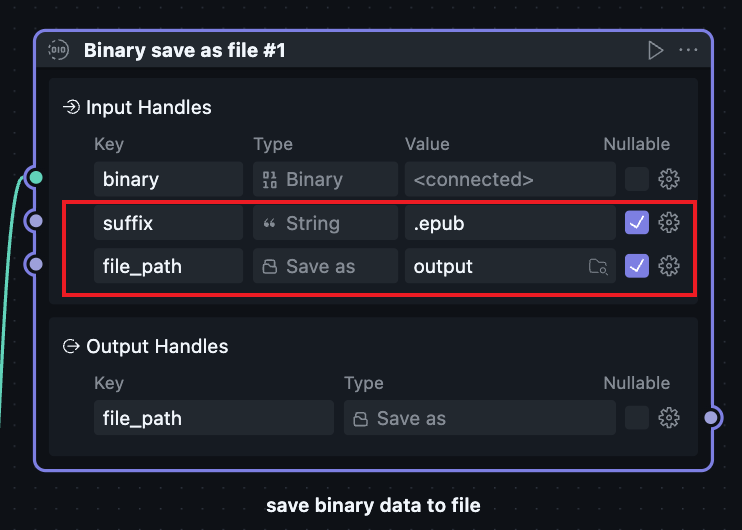 Binary save as file #1
Input Handles
Key Type Value Nullable
binary Binary <connected>
suffix String .epub
file_path Save as output
Output Handles
Key Type Nullable
file_path Save as
save binary data to file